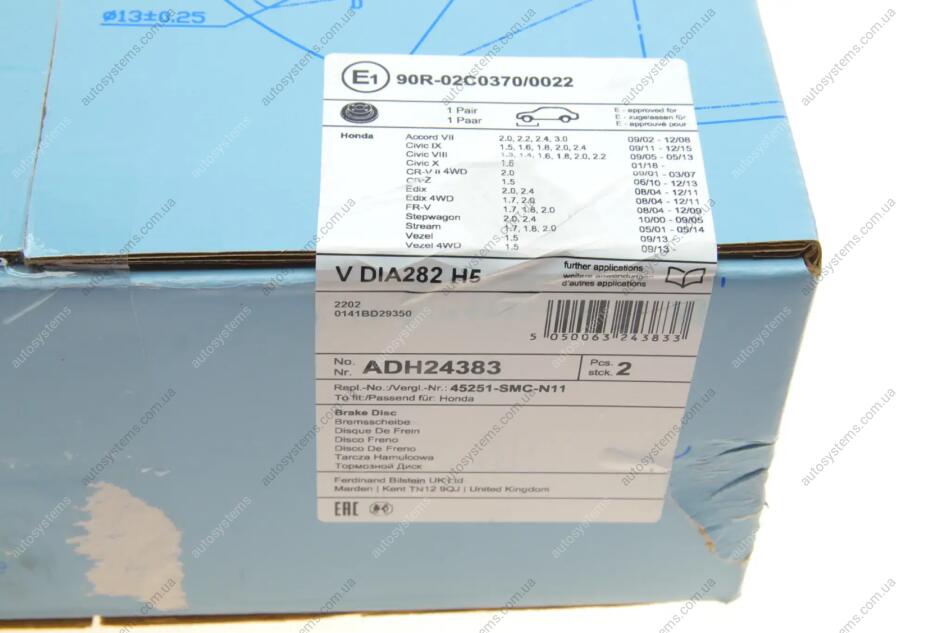 ø13±0.25
D
E1 90R-02C0370/0022
1 Pair
1 Paar
E - approved for
E - zugelassen für
E - approuvé pour
Honda Accord VII 2.0, 2.2, 2.4, 3.0 09/02 - 12/08
Civic IX 1.5, 1.6, 1.8, 2.0, 2.4 09/11 - 12/15
Civic VIII 1.3, 1.4, 1.6, 1.8, 2.0, 2.2 09/05 - 05/13
Civic X 1.6 01/18 -
CR-V II 4WD 2.0 09/01 - 03/07
CR-Z 1.5 06/10 - 12/13
Edix 2.0, 2.4 08/04 - 12/11
Edix 4WD 1.7, 2.0 08/04 - 12/11
FR-V 1.7, 1.8, 2.0 08/04 - 12/09
Stepwagon 2.0, 2.4 10/00 - 09/05
Stream 1.7, 1.8, 2.0 05/01 - 05/14
Vezel 1.5 09/13 -
Vezel 4WD 1.5 09/13 -
V DIA282 H5
further applications
weitere anwendungen
d'autres applications
2202
0141BD29350
5 050063 243833
No.
Nr. ADH24383
Pcs.
stck. 2
Repl.-No.:/Vergl.-Nr.: 45251-SMC-N11
To fit:/Passend für: Honda
Brake Disc
Bremsscheibe
Disque De Frein
Disco Freno
Disco De Freno
Tarcza Hamulcowa
Тормозной Диск
Ferdinand Bilstein UK Ltd
Marden | Kent TN12 9QJ | United Kingdom
EAC
autosystems.com.ua